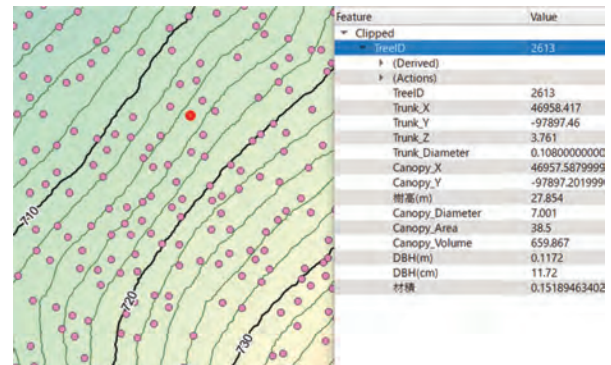 710
720
730
Feature Value
Clipped
TreeID 2613
(Derived)
(Actions)
TreeID 2613
Trunk_X 46958.417
Trunk_Y -97897.46
Trunk_Z 3.761
Trunk_Diameter 0.10800000000
Canopy_X 46957.5879999
Canopy_Y -97897.201999
樹高(m) 27.854
Canopy_Diameter 7.001
Canopy_Area 38.5
Canopy_Volume 659.867
DBH(m) 0.1172
DBH(cm) 11.72
材積 0.15189463402